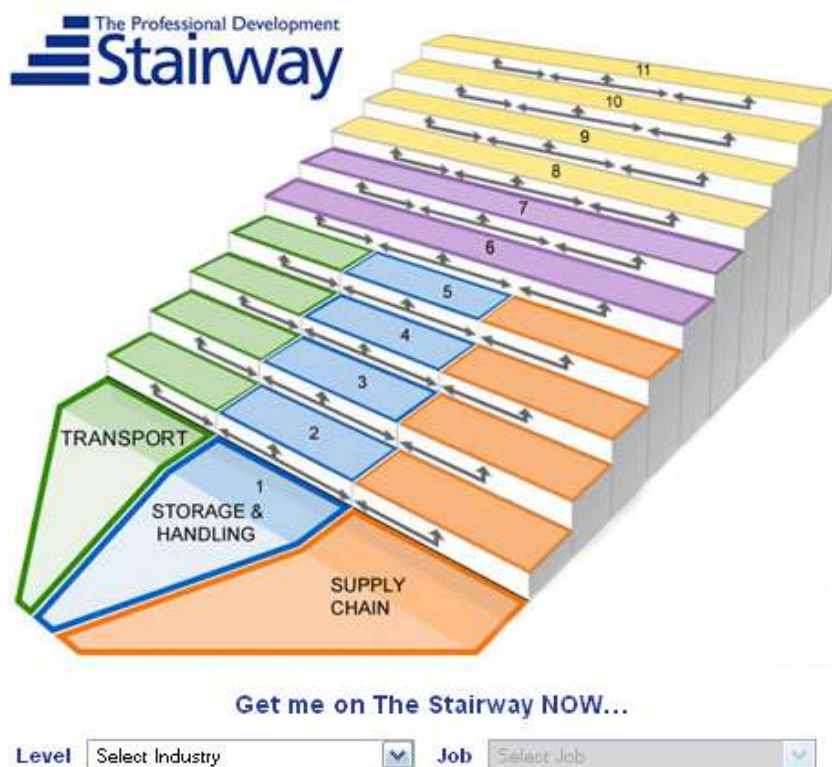 The Professional Development
Stairway
11
10
9
8
7
6
5
4
3
2
TRANSPORT
1
STORAGE &
HANDLING
SUPPLY
CHAIN
Get me on The Stairway NOW...
Level Select Industry Job Select Job